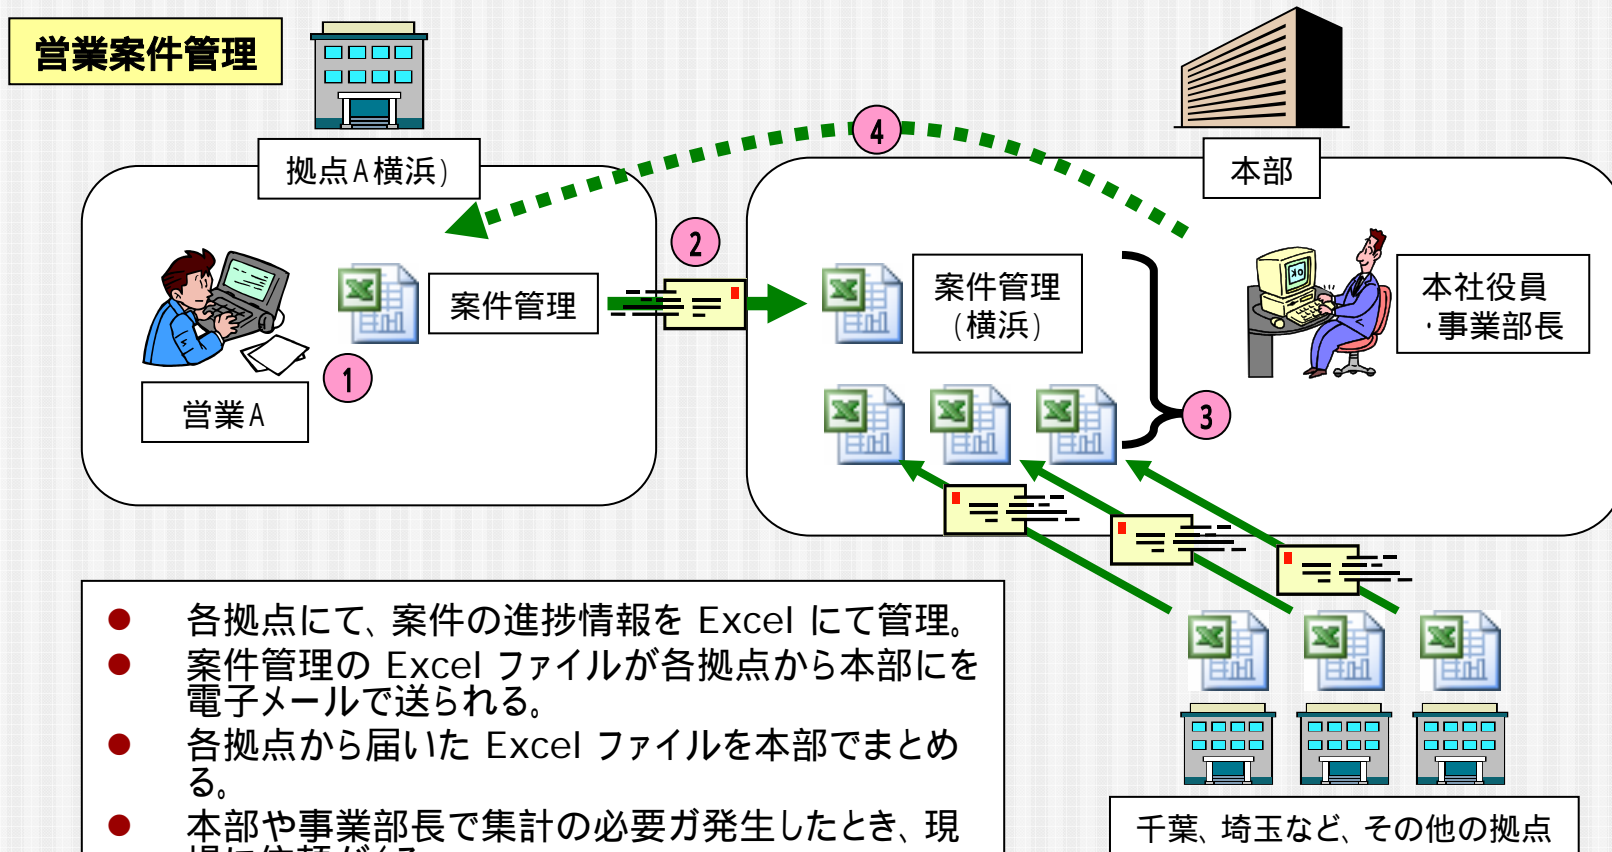 営業案件管理
拠点A横浜)
本部
4
2
案件管理
案件管理
(横浜)
本社役員
・事業部長
1
3
営業A
各拠点にて、案件の進捗情報を Excel にて管理。
案件管理の Excel ファイルが各拠点から本部にを
電子メールで送られる。
各拠点から届いた Excel ファイルを本部でまとめ
る。
本部や事業部長で集計の必要が発生したとき、現
千葉、埼玉など、その他の拠点